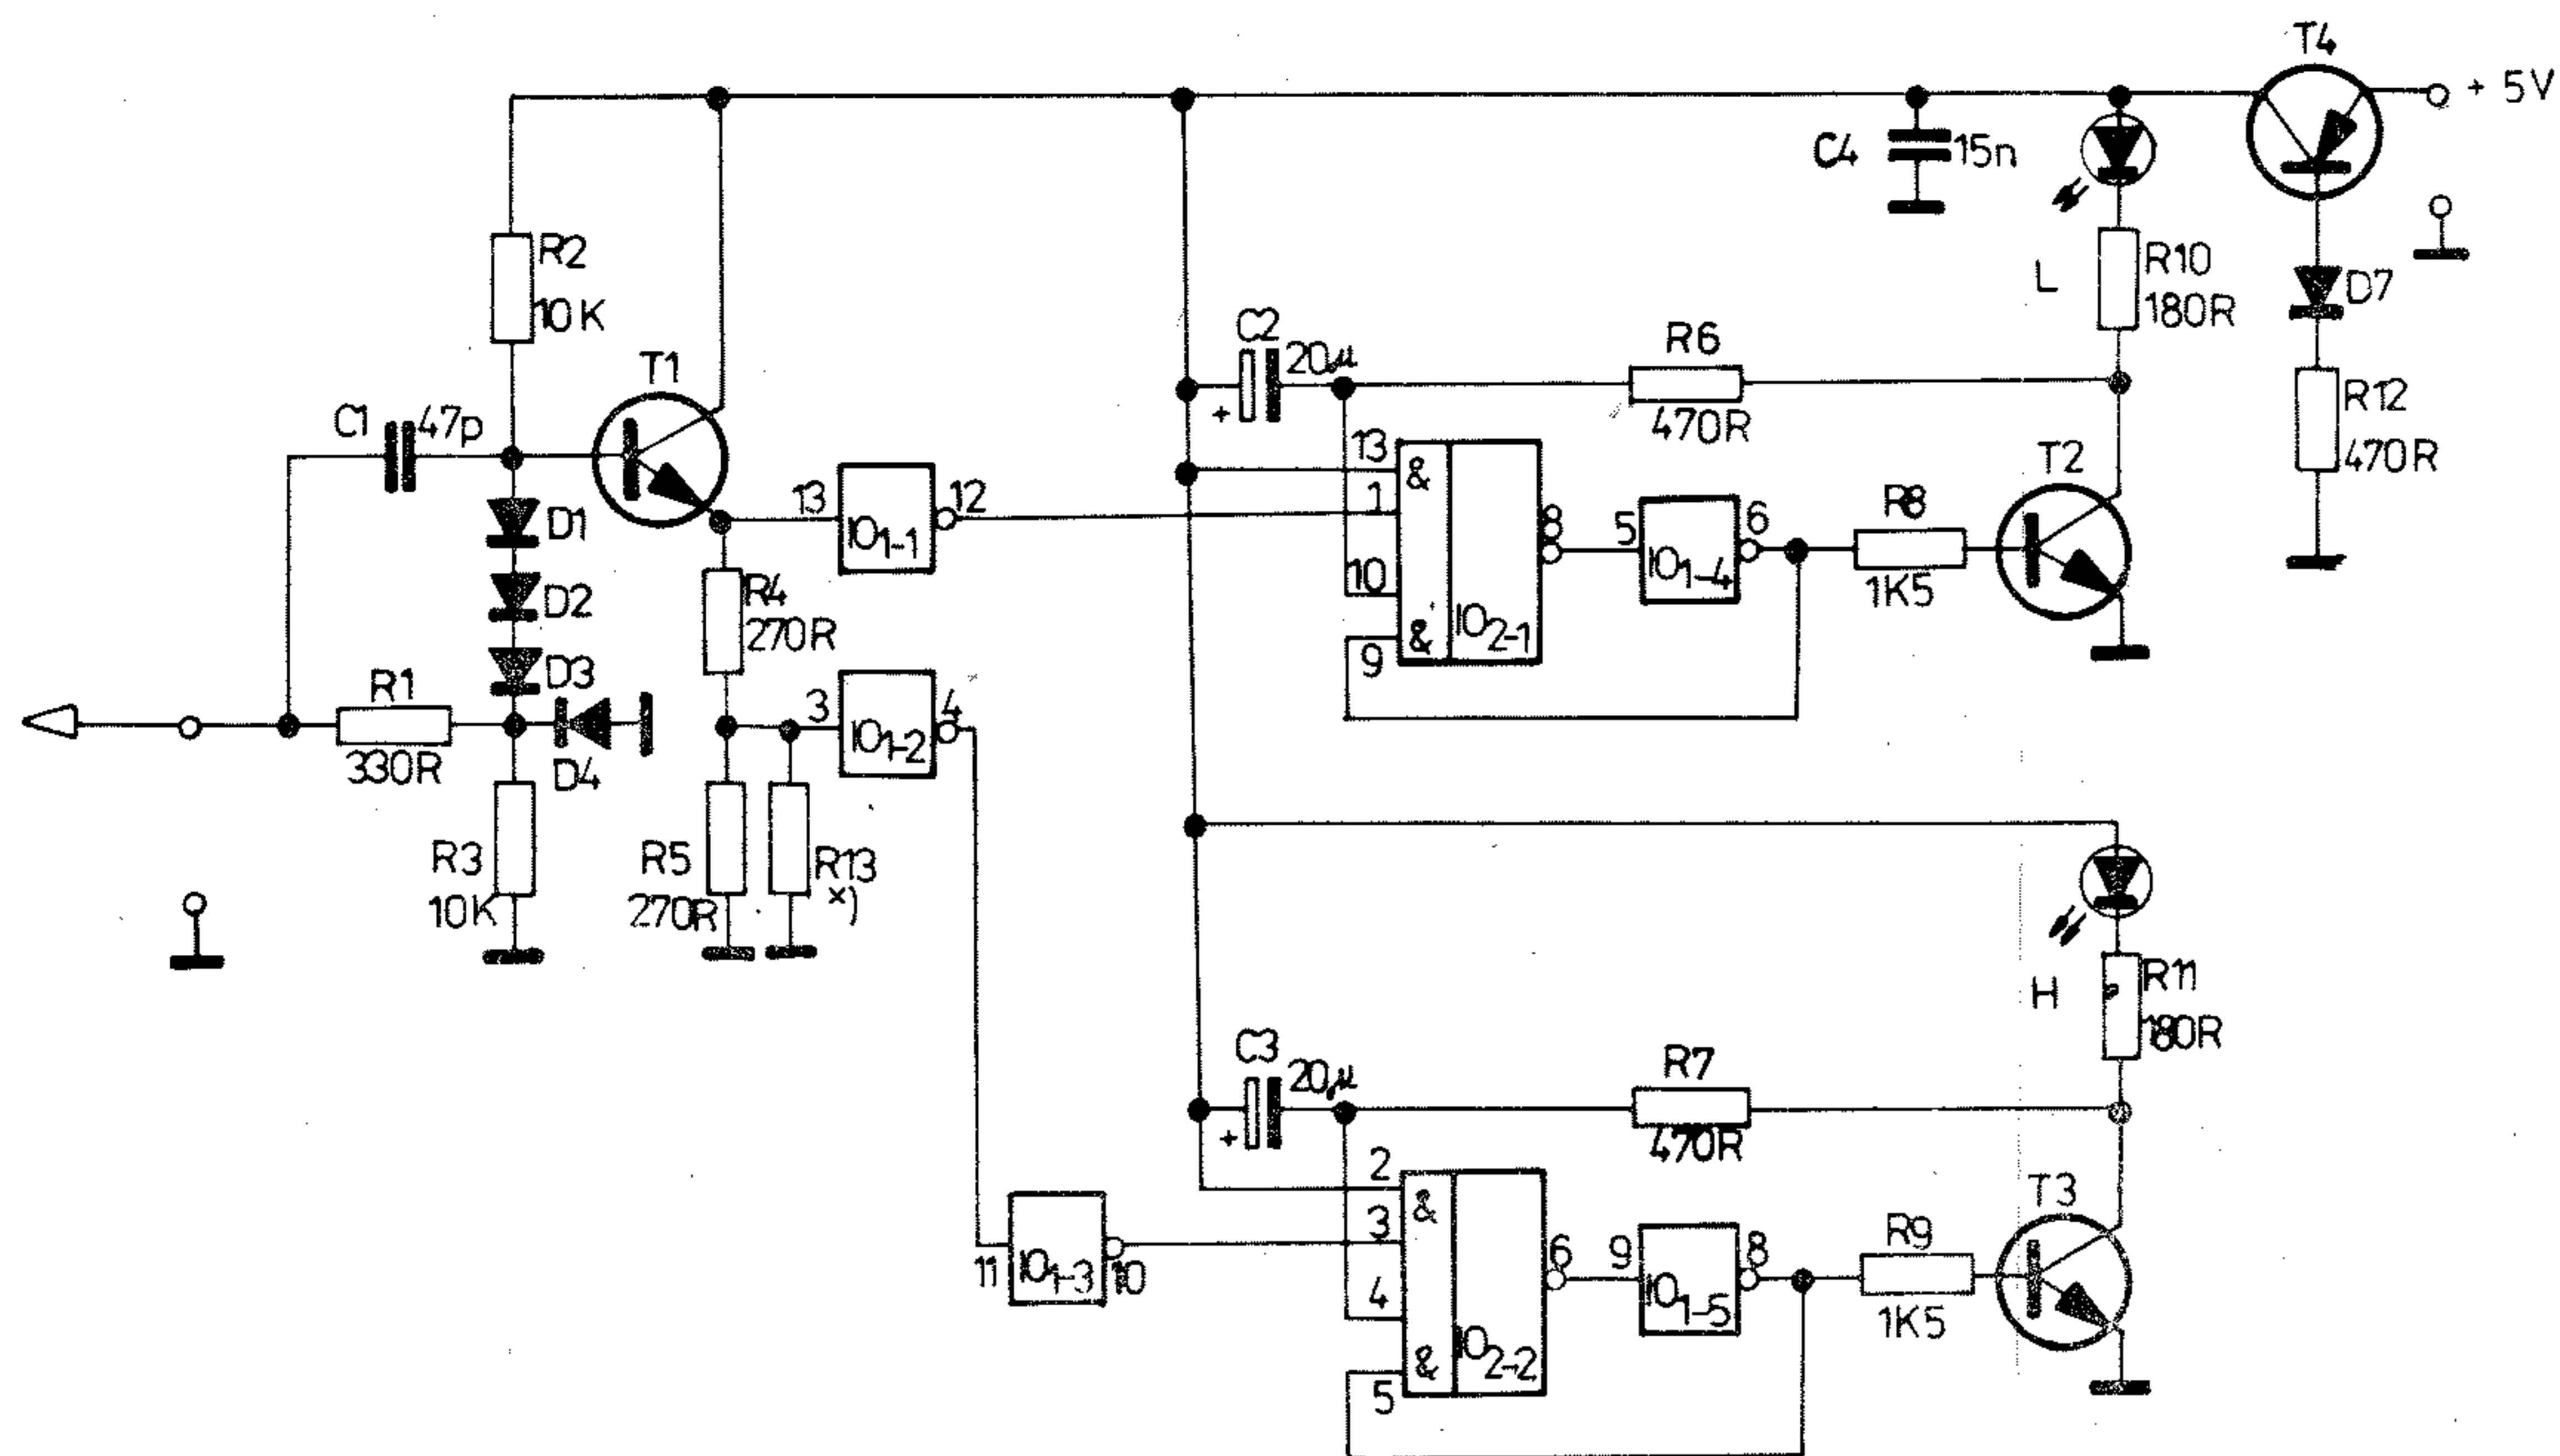 T4
+ 5V
C4
15n
R2
10K
L
R10
180R
D7
C2
20µ
+
R6
470R
R12
470R
T1
C1
47p
13
&
1
10
&
9
IO2-1
8
5
IO1-4
6
R8
1K5
T2
13
IO1-1
12
D1
D2
D3
R4
270R
R1
330R
D4
3
IO1-2
4
R3
10K
R5
270R
R13
x)
H
R11
180R
C3
20µ
+
R7
470R
2
&
3
4
&
5
IO2-2
6
9
IO1-5
8
R9
1K5
T3
11
IO1-3
10